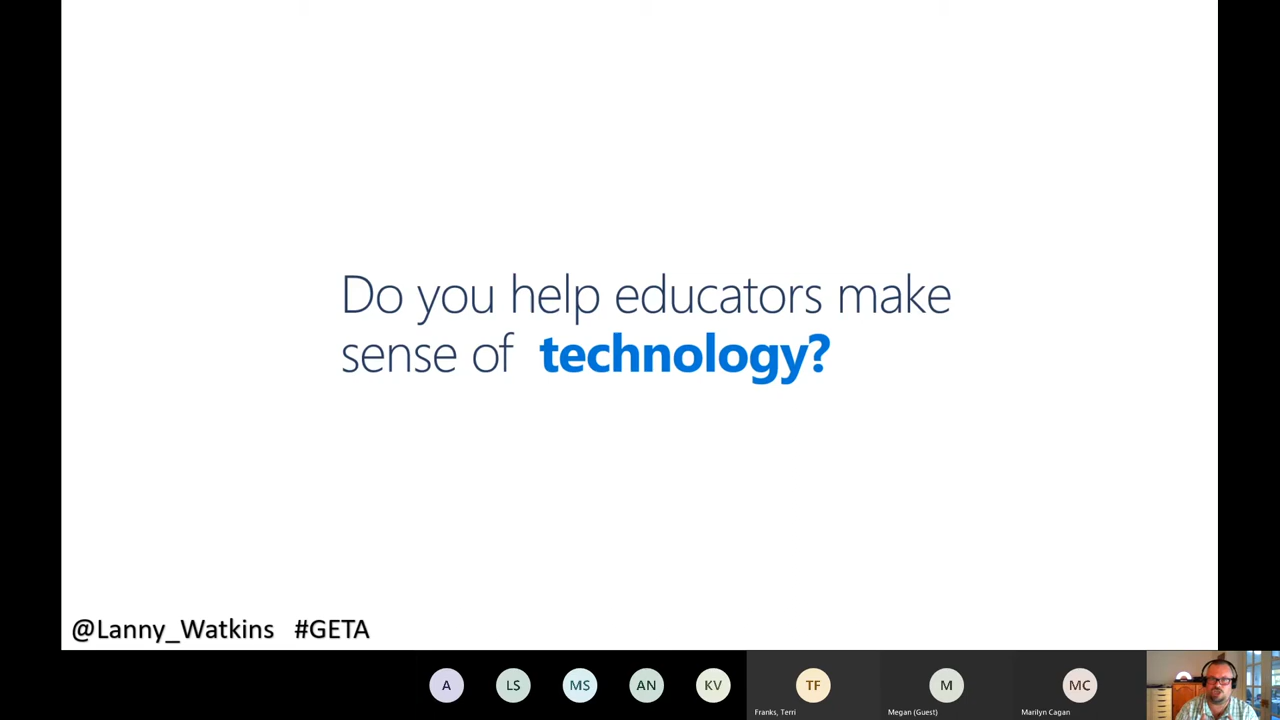 Do you help educators make
sense of technology?
@Lanny_Watkins #GETA
A
LS
MS
AN
KV
TF
M
MC
Franks, Terri
Megan (Guest)
Marilyn Cagan